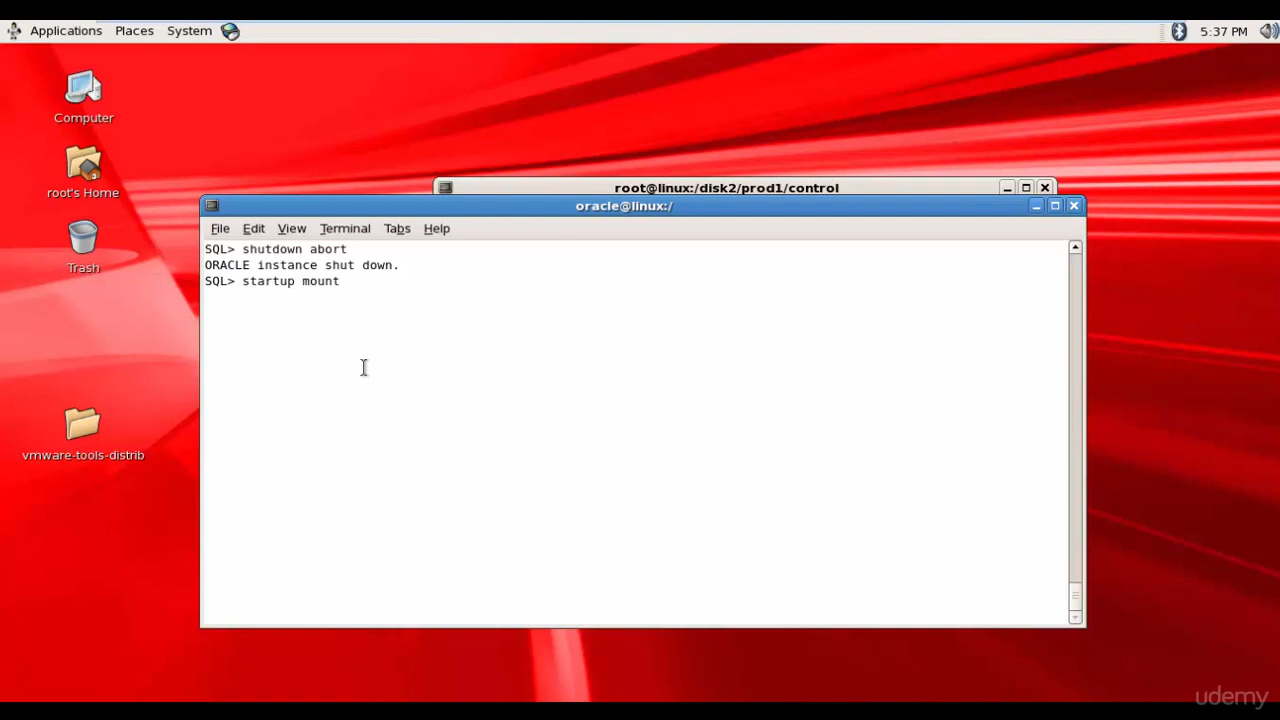 Applications Places System 5:37 PM
Computer
root's Home
Trash
vmware-tools-distrib
root@linux:/disk2/prod1/control
oracle@linux:/
File Edit View Terminal Tabs Help
SQL> shutdown abort
ORACLE instance shut down.
SQL> startup mount
udemy